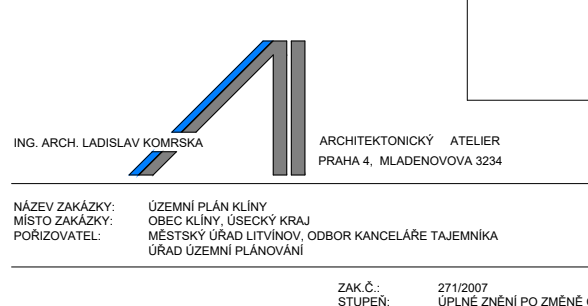 ING. ARCH. LADISLAV KOMRSKA
ARCHITEKTONICKÝ ATELIER
PRAHA 4, MLADENOVOVA 3234
NÁZEV ZAKÁZKY: ÚZEMNÍ PLÁN KLÍNY
MÍSTO ZAKÁZKY: OBEC KLÍNY, ÚSECKÝ KRAJ
POŘIZOVATEL: MĚSTSKÝ ÚŘAD LITVÍNOV, ODBOR KANCELÁŘE TAJEMNÍKA
ÚŘAD ÚZEMNÍ PLÁNOVÁNÍ
ZAK.Č.: 271/2007
STUPEŇ: ÚPLNÉ ZNĚNÍ PO ZMĚNĚ